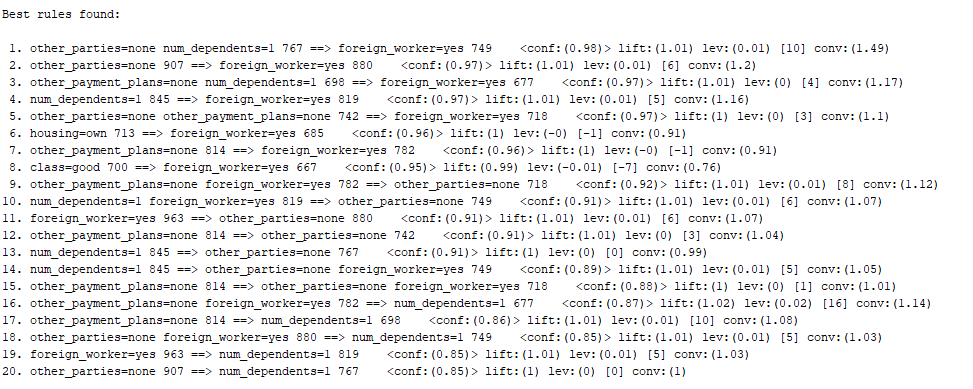 Best rules found:
1. other_parties=none num_dependents=1 767 ==> foreign_worker=yes 749 <conf:(0.98)> lift:(1.01) lev:(0.01) [10] conv:(1.49)
2. other_parties=none 907 ==> foreign_worker=yes 880 <conf:(0.97)> lift:(1.01) lev:(0.01) [6] conv:(1.2)
3. other_payment_plans=none num_dependents=1 698 ==> foreign_worker=yes 677 <conf:(0.97)> lift:(1.01) lev:(0) [4] conv:(1.17)
4. num_dependents=1 845 ==> foreign_worker=yes 819 <conf:(0.97)> lift:(1.01) lev:(0.01) [5] conv:(1.16)
5. other_parties=none other_payment_plans=none 742 ==> foreign_worker=yes 718 <conf:(0.97)> lift:(1) lev:(0) [3] conv:(1.1)
6. housing=own 713 ==> foreign_worker=yes 685 <conf:(0.96)> lift:(1) lev:(-0) [-1] conv:(0.91)
7. other_payment_plans=none 814 ==> foreign_worker=yes 782 <conf:(0.96)> lift:(1) lev:(-0) [-1] conv:(0.91)
8. class=good 700 ==> foreign_worker=yes 667 <conf:(0.95)> lift:(0.99) lev:(-0.01) [-7] conv:(0.76)
9. other_payment_plans=none foreign_worker=yes 782 ==> other_parties=none 718 <conf:(0.92)> lift:(1.01) lev:(0.01) [8] conv:(1.12)
10. num_dependents=1 foreign_worker=yes 819 ==> other_parties=none 749 <conf:(0.91)> lift:(1.01) lev:(0.01) [6] conv:(1.07)
11. foreign_worker=yes 963 ==> other_parties=none 880 <conf:(0.91)> lift:(1.01) lev:(0.01) [6] conv:(1.07)
12. other_payment_plans=none 814 ==> other_parties=none 742 <conf:(0.91)> lift:(1.01) lev:(0) [3] conv:(1.04)
13. num_dependents=1 845 ==> other_parties=none 767 <conf:(0.91)> lift:(1) lev:(0) [0] conv:(0.99)
14. num_dependents=1 845 ==> other_parties=none foreign_worker=yes 749 <conf:(0.89)> lift:(1.01) lev:(0.01) [5] conv:(1.05)
15. other_payment_plans=none 814 ==> other_parties=none foreign_worker=yes 718 <conf:(0.88)> lift:(1) lev:(0) [1] conv:(1.01)
16. other_payment_plans=none foreign_worker=yes 782 ==> num_dependents=1 677 <conf:(0.87)> lift:(1.02) lev:(0.02) [16] conv:(1.14)
17. other_payment_plans=none 814 ==> num_dependents=1 698 <conf:(0.86)> lift:(1.01) lev:(0.01) [10] conv:(1.08)
18. other_parties=none foreign_worker=yes 880 ==> num_dependents=1 749 <conf:(0.85)> lift:(1.01) lev:(0.01) [5] conv:(1.03)
19. foreign_worker=yes 963 ==> num_dependents=1 819 <conf:(0.85)> lift:(1.01) lev:(0.01) [5] conv:(1.03)
20. other_parties=none 907 ==> num_dependents=1 767 <conf:(0.85)> lift:(1) lev:(0) [0] conv:(1)